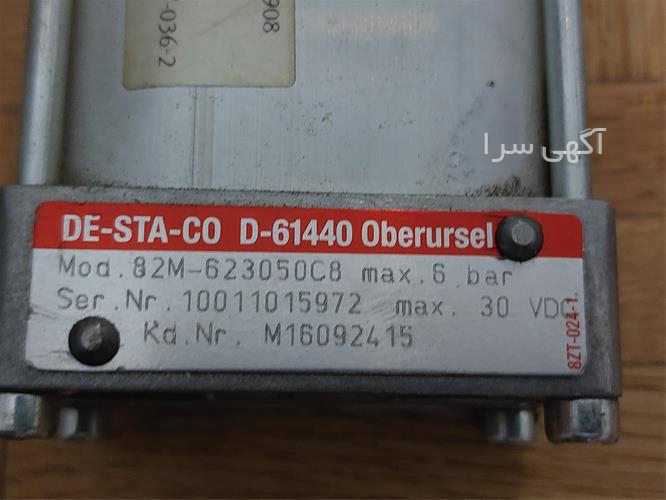 908
-036-2
آگهی سرا
DE-STA-CO D-61440 Oberursel
Mod.82M-623050C8 max.6 bar
Ser.Nr.10011015972 max. 30 VDC
Kd.Nr. M16092415
8ZT-024-1.